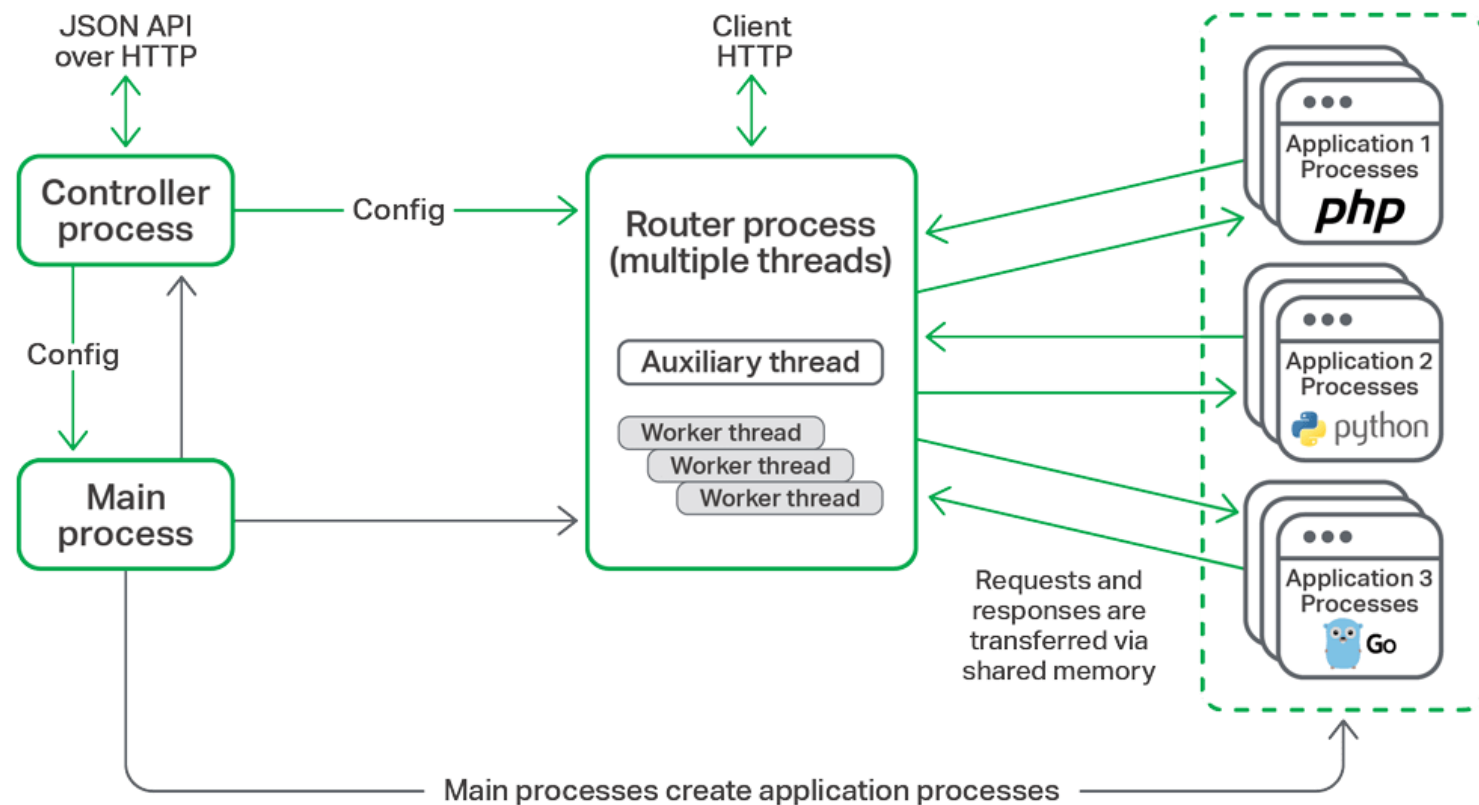 JSON API
over HTTP
Client
HTTP
Controller
process
Config
Config
Main
process
Router process
(multiple threads)
Auxiliary thread
Worker thread
Worker thread
Worker thread
Application 1
Processes
php
Application 2
Processes
python
Application 3
Processes
Go
Requests and
responses are
transferred via
shared memory
Main processes create application processes